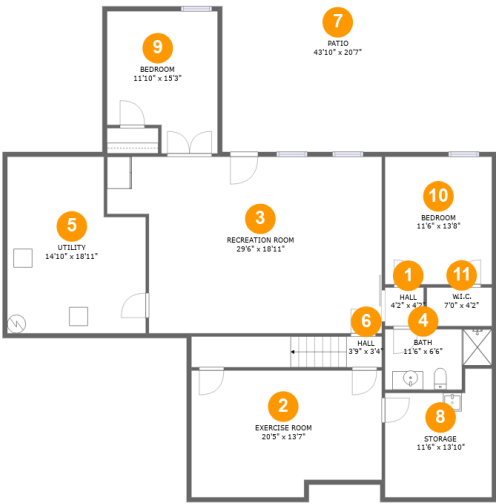 7
PATIO
43'10" x 20'7"
9
BEDROOM
11'10" x 15'3"
10
BEDROOM
11'6" x 13'8"
3
RECREATION ROOM
29'6" x 18'11"
5
UTILITY
14'10" x 18'11"
1
HALL
4'2" x
11
W.I.C.
7'0" x 4'2"
6
HALL
3'9" x 3'4"
4
BATH
11'6" x 6'6"
2
EXERCISE ROOM
20'5" x 13'7"
8
STORAGE
11'6" x 13'10"